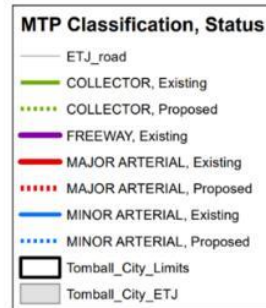 MTP Classification, Status
ETJ_road
COLLECTOR, Existing
COLLECTOR, Proposed
FREEWAY, Existing
MAJOR ARTERIAL, Existing
MAJOR ARTERIAL, Proposed
MINOR ARTERIAL, Existing
MINOR ARTERIAL, Proposed
Tomball_City_Limits
Tomball_City_ETJ